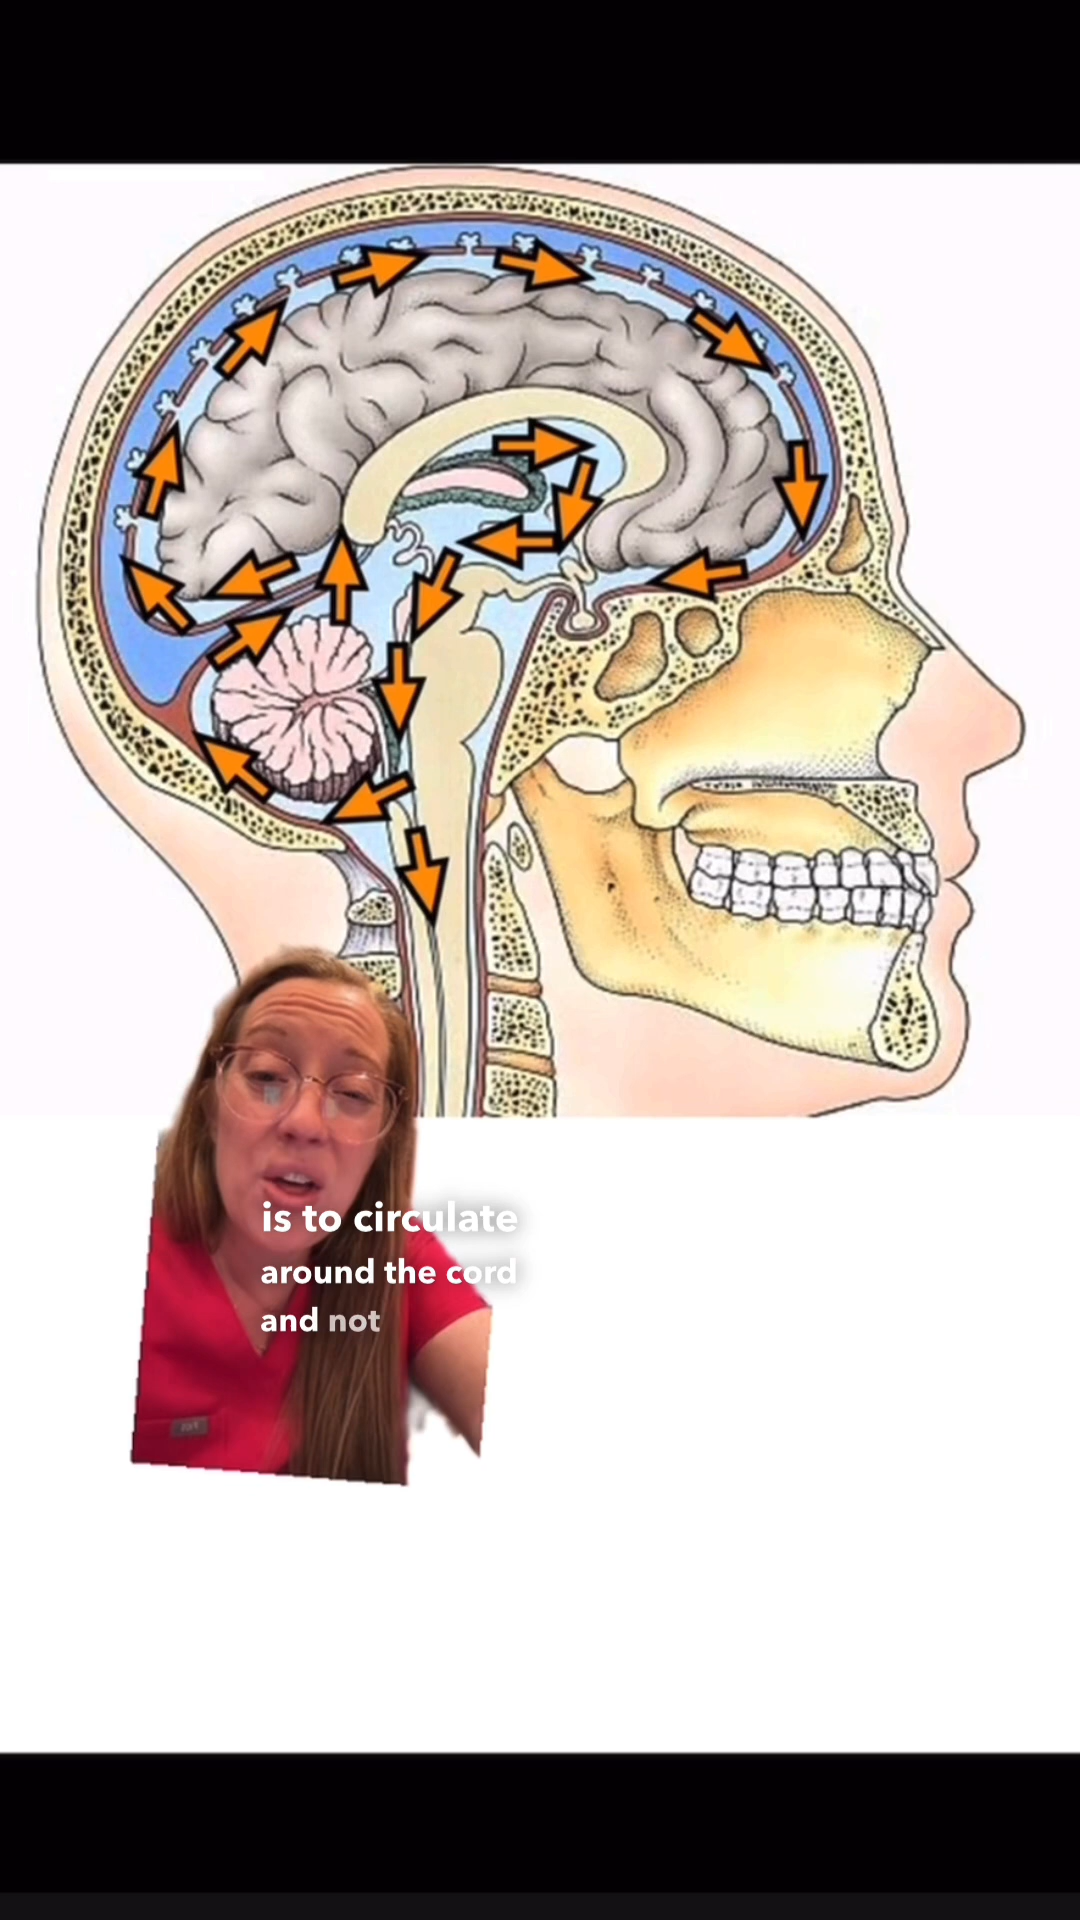 is to circulate
around the cord
and not